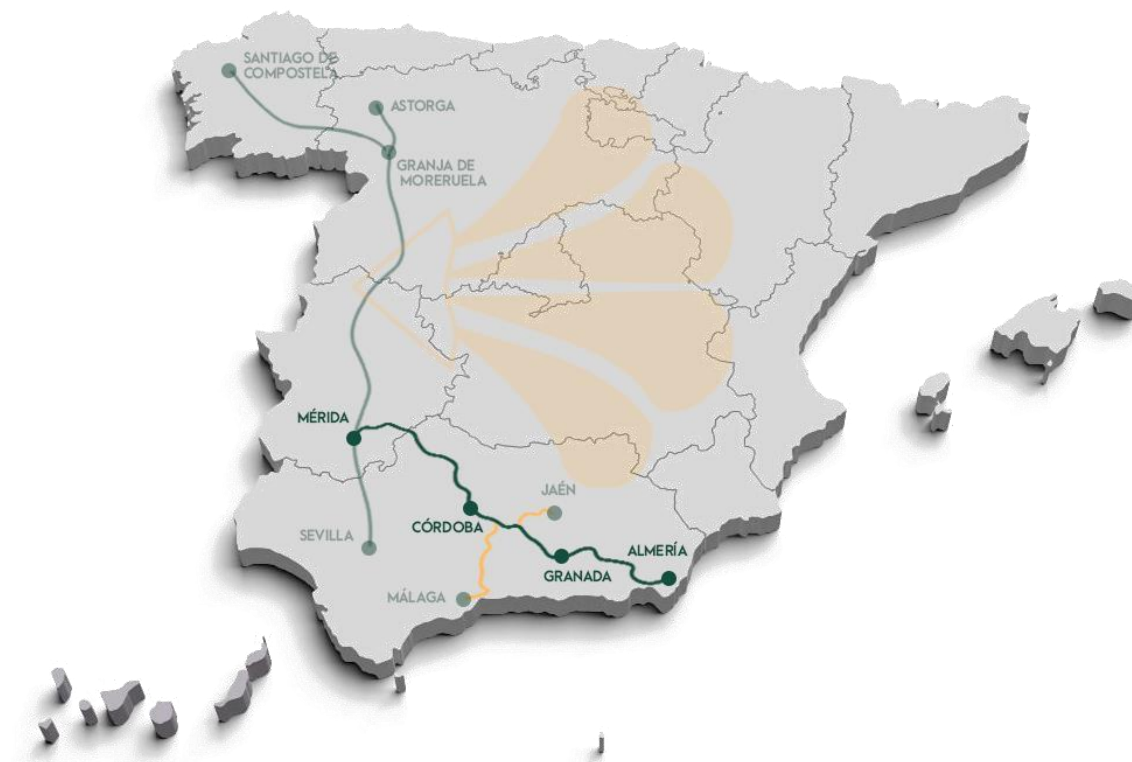 SANTIAGO DE
COMPOSTELA
ASTORGA
GRANJA DE
MORERUELA
MÉRIDA
JAÉN
CÓRDOBA
SEVILLA
ALMERÍA
GRANADA
MÁLAGA